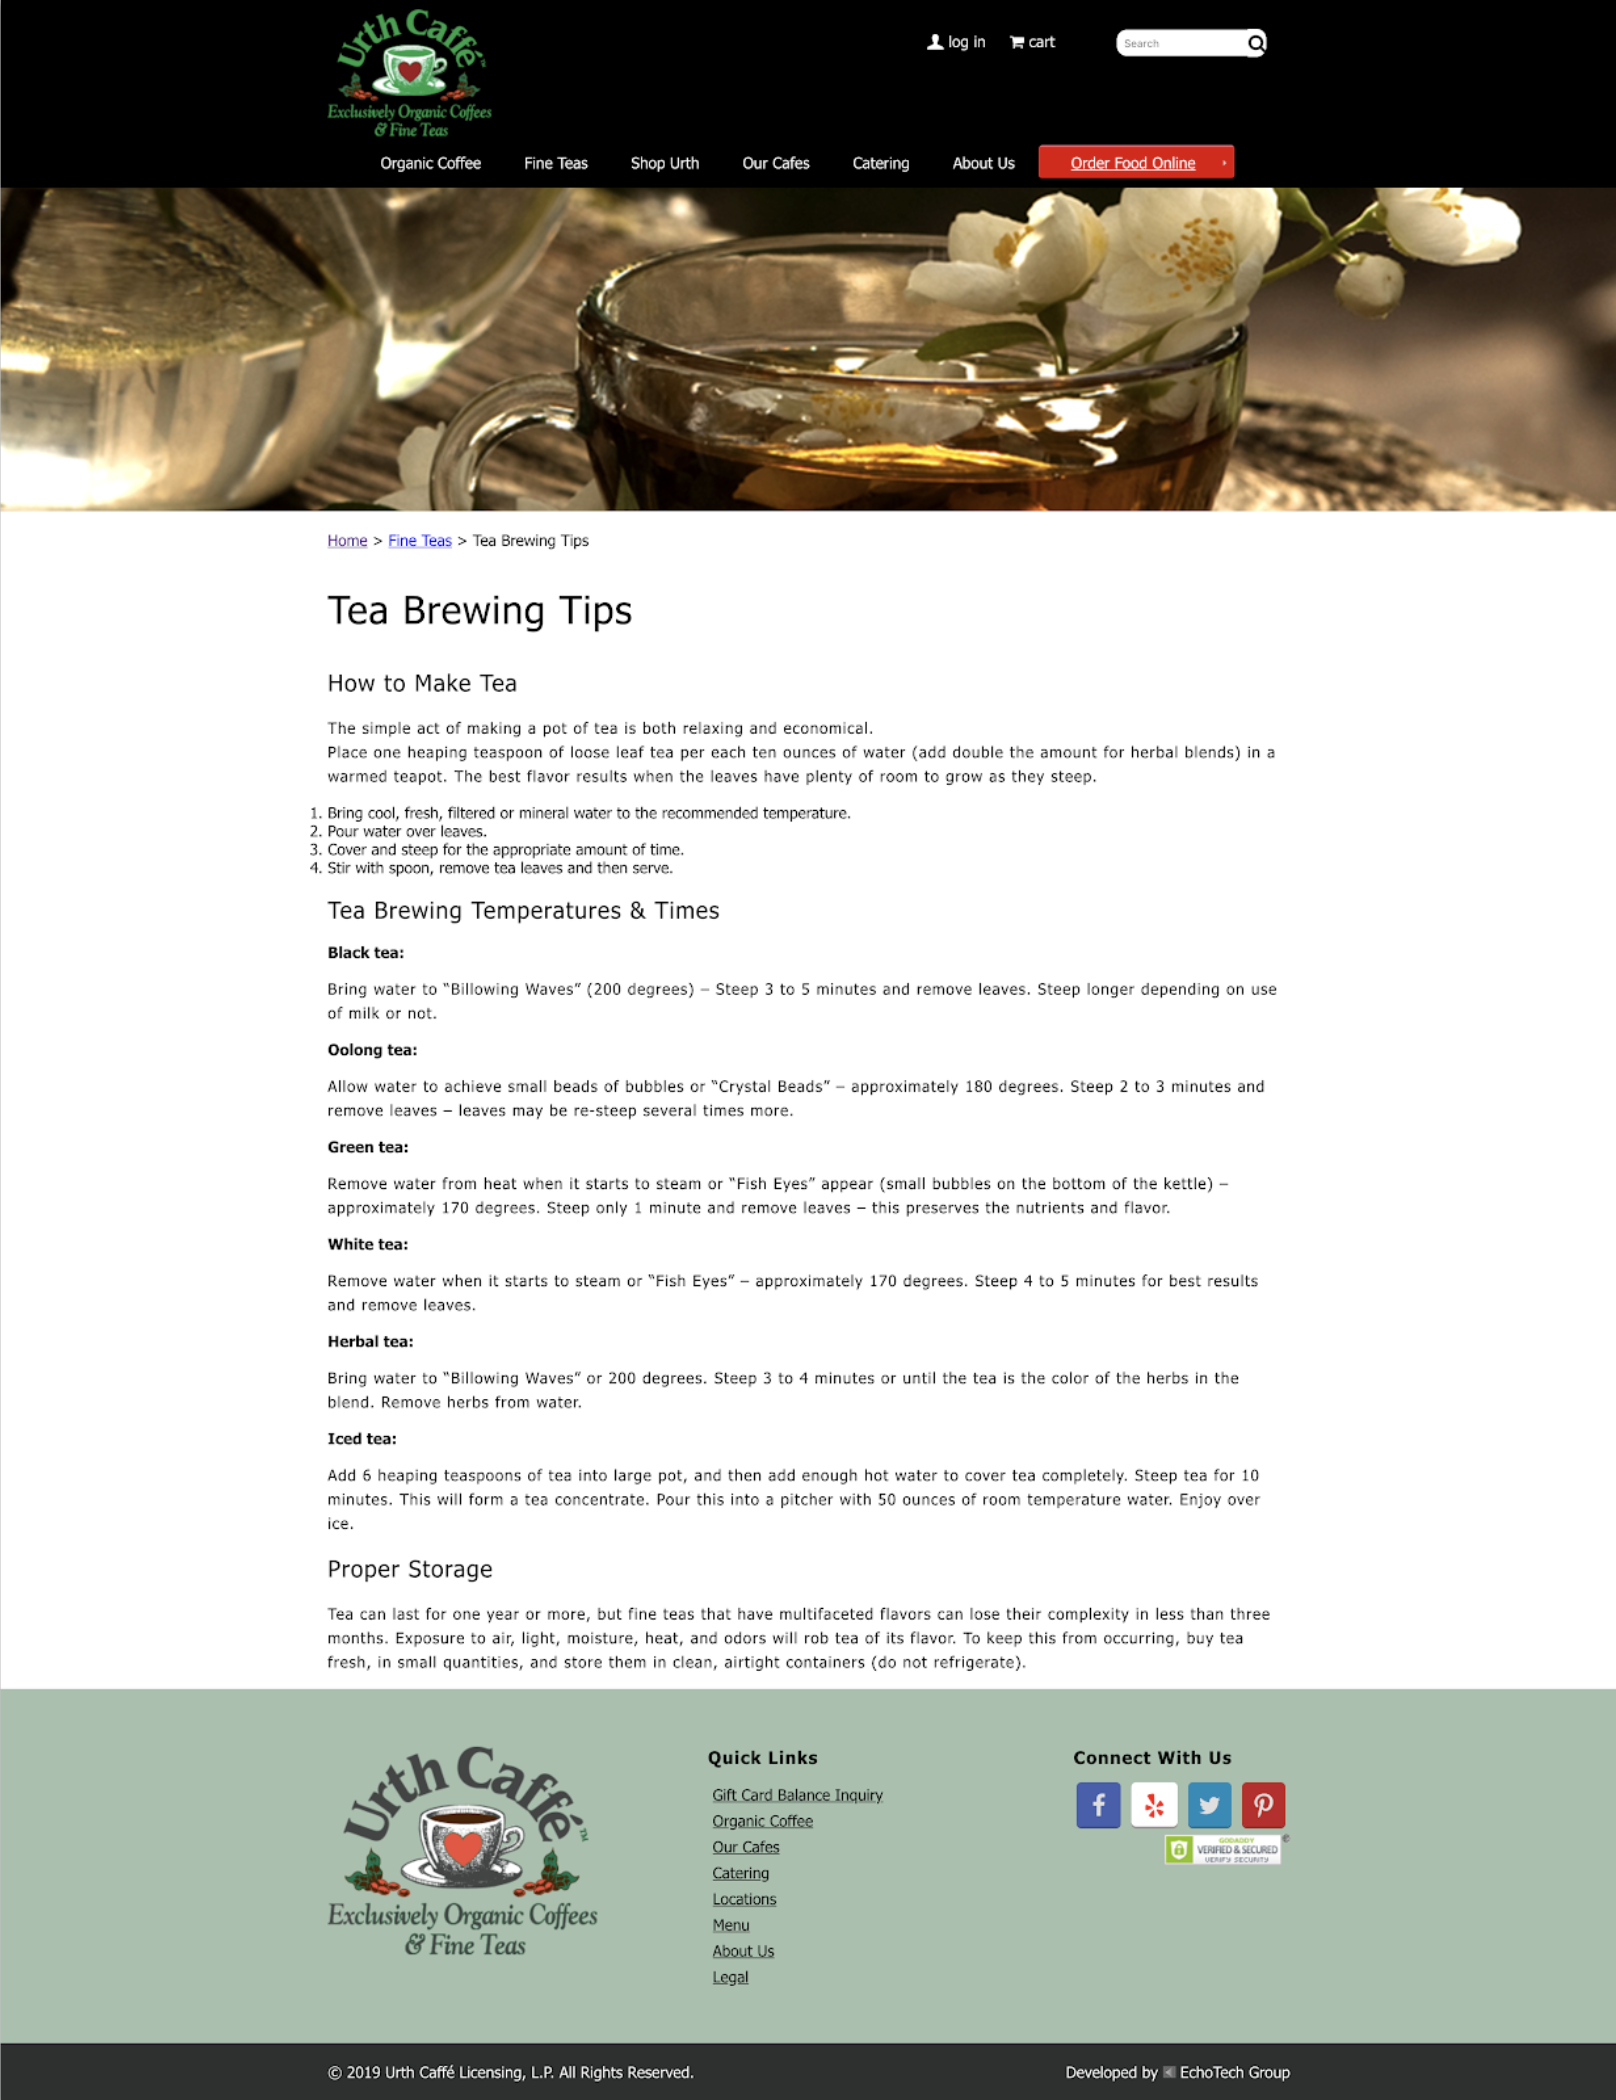 Urth Caffé™
Exclusively Organic Coffees
& Fine Teas
log in
cart
Search
Organic Coffee
Fine Teas
Shop Urth
Our Cafes
Catering
About Us
Order Food Online
Home > Fine Teas > Tea Brewing Tips
Tea Brewing Tips
How to Make Tea
The simple act of making a pot of tea is both relaxing and economical.
Place one heaping teaspoon of loose leaf tea per each ten ounces of water (add double the amount for herbal blends) in a
warmed teapot. The best flavor results when the leaves have plenty of room to grow as they steep.
1. Bring cool, fresh, filtered or mineral water to the recommended temperature.
2. Pour water over leaves.
3. Cover and steep for the appropriate amount of time.
4. Stir with spoon, remove tea leaves and then serve.
Tea Brewing Temperatures & Times
Black tea:
Bring water to “Billowing Waves” (200 degrees) – Steep 3 to 5 minutes and remove leaves. Steep longer depending on use
of milk or not.
Oolong tea:
Allow water to achieve small beads of bubbles or “Crystal Beads” – approximately 180 degrees. Steep 2 to 3 minutes and
remove leaves – leaves may be re-steep several times more.
Green tea:
Remove water from heat when it starts to steam or “Fish Eyes” appear (small bubbles on the bottom of the kettle) –
approximately 170 degrees. Steep only 1 minute and remove leaves – this preserves the nutrients and flavor.
White tea:
Remove water when it starts to steam or “Fish Eyes” – approximately 170 degrees. Steep 4 to 5 minutes for best results
and remove leaves.
Herbal tea:
Bring water to “Billowing Waves” or 200 degrees. Steep 3 to 4 minutes or until the tea is the color of the herbs in the
blend. Remove herbs from water.
Iced tea:
Add 6 heaping teaspoons of tea into large pot, and then add enough hot water to cover tea completely. Steep tea for 10
minutes. This will form a tea concentrate. Pour this into a pitcher with 50 ounces of room temperature water. Enjoy over
ice.
Proper Storage
Tea can last for one year or more, but fine teas that have multifaceted flavors can lose their complexity in less than three
months. Exposure to air, light, moisture, heat, and odors will rob tea of its flavor. To keep this from occurring, buy tea
fresh, in small quantities, and store them in clean, airtight containers (do not refrigerate).
Urth Caffé™
Exclusively Organic Coffees
& Fine Teas
Quick Links
Gift Card Balance Inquiry
Organic Coffee
Our Cafes
Catering
Locations
Menu
About Us
Legal
Connect With Us
GODADDY
VERIFIED & SECURED
VERIFY SECURITY
© 2019 Urth Caffé Licensing, L.P. All Rights Reserved.
Developed by EchoTech Group